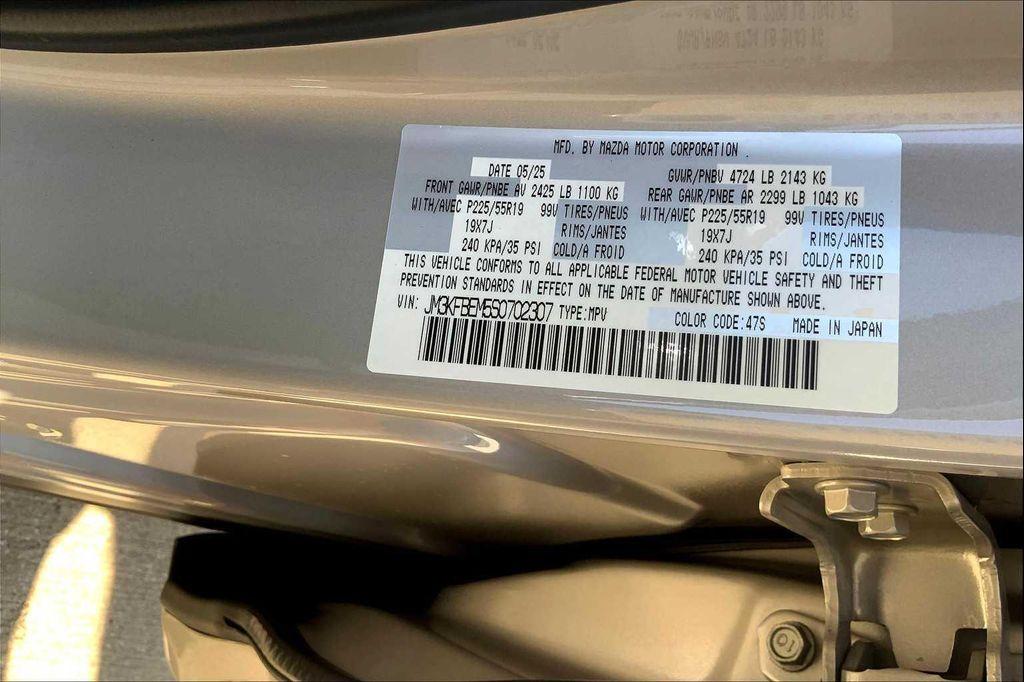 MFD. BY MAZDA MOTOR CORPORATION
DATE 05/25 GVWR/PNBV 4724 LB 2143 KG
FRONT GAWR/PNBE AV 2425 LB 1100 KG REAR GAWR/PNBE AR 2299 LB 1043 KG
WITH/AVEC P225/55R19 99V TIRES/PNEUS WITH/AVEC P225/55R19 99V TIRES/PNEUS
19X7J RIMS/JANTES 19X7J RIMS/JANTES
240 KPA/35 PSI COLD/A FROID 240 KPA/35 PSI COLD/A FROID
THIS VEHICLE CONFORMS TO ALL APPLICABLE FEDERAL MOTOR VEHICLE SAFETY AND THEFT
PREVENTION STANDARDS IN EFFECT ON THE DATE OF MANUFACTURE SHOWN ABOVE.
VIN: JM3KFBEM5S0702307 TYPE:MPV COLOR CODE:47S MADE IN JAPAN